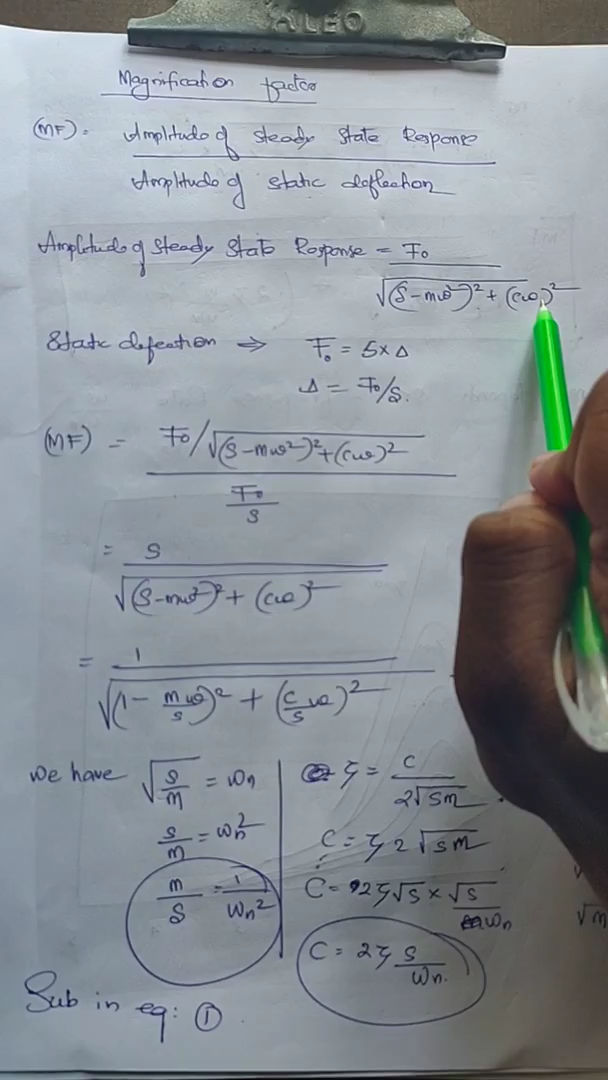 ALEO
Magnification factor
(MF) = Amplitude of steady State Response
Amplitude of static deflection
Amplitude of Steady State Response = F₀
√(S-mω²)² + (cω)²
Static defection ⇒ F₀ = S×Δ
Δ = F₀/S.
(MF) = F₀/√(S-mω²)²+(cω)²
F₀
S
= S
√(S-mω²)² + (cω)²
= 1
√(1 - m/s ω)² + (c/s ω)²
We have √S/m = ωn
S/m = ωn²
m/S = 1/ωn²
ζ = C
2√Sm
C = ζ 2 √Sm
C = 2ζ√S × √S
ωn
C = 2ζ S
ωn.
√m
Sub in eq: ①